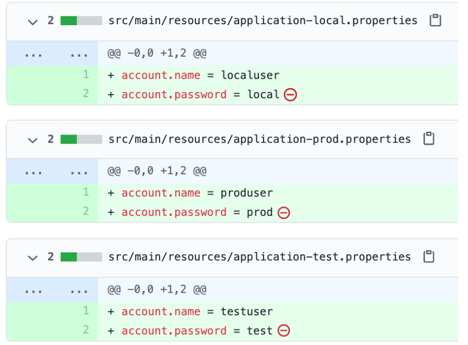 2 src/main/resources/application-local.properties
... ... @@ -0,0 +1,2 @@
1 + account.name = localuser
2 + account.password = local
2 src/main/resources/application-prod.properties
... ... @@ -0,0 +1,2 @@
1 + account.name = produser
2 + account.password = prod
2 src/main/resources/application-test.properties
... ... @@ -0,0 +1,2 @@
1 + account.name = testuser
2 + account.password = test